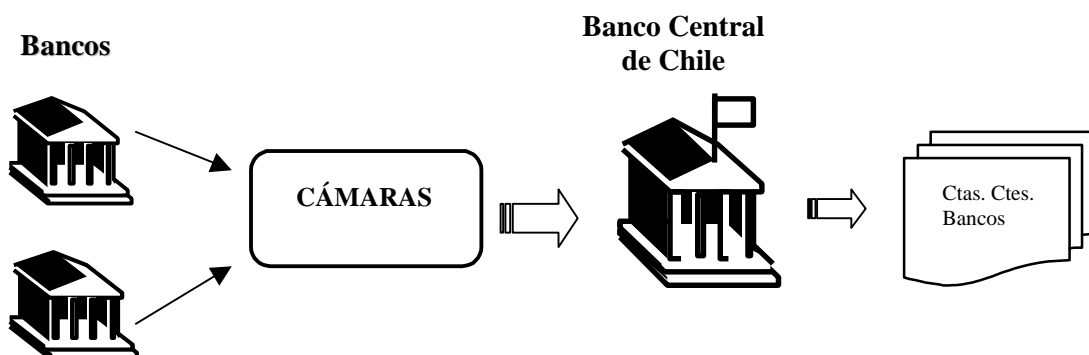 Bancos
Banco Central
de Chile
CÁMARAS
Ctas. Ctes.
Bancos